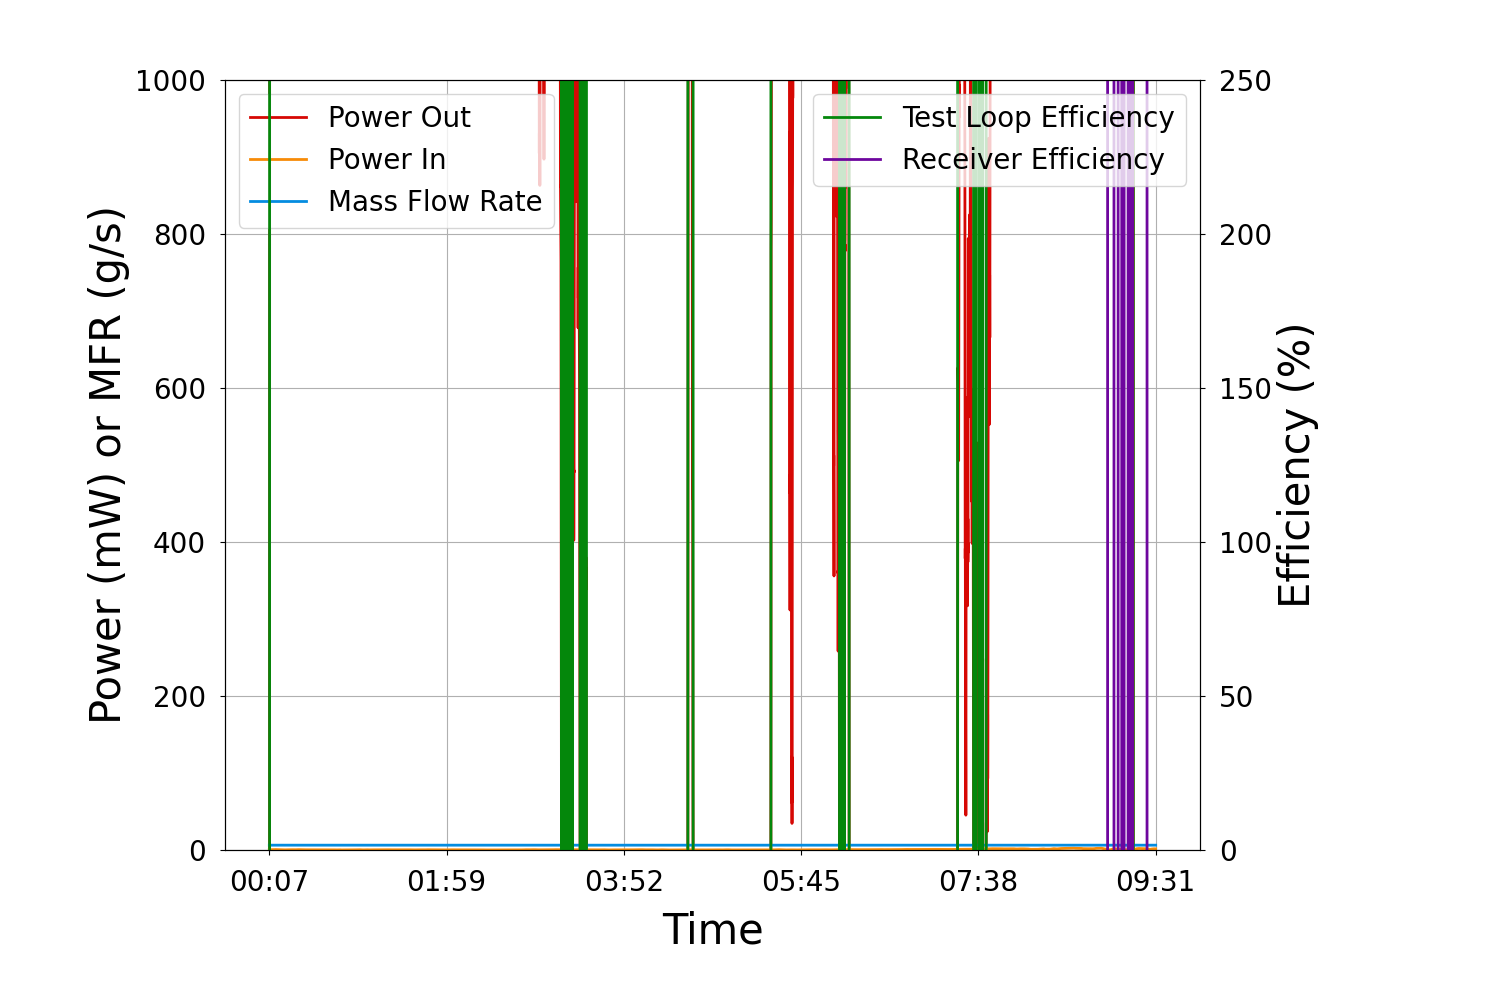 Power (mW) or MFR (g/s)
1000
800
600
400
200
0
Power Out
Power In
Mass Flow Rate
Test Loop Efficiency
Receiver Efficiency
250
200
150
100
50
0
Efficiency (%)
00:07 01:59 03:52 05:45 07:38 09:31
Time